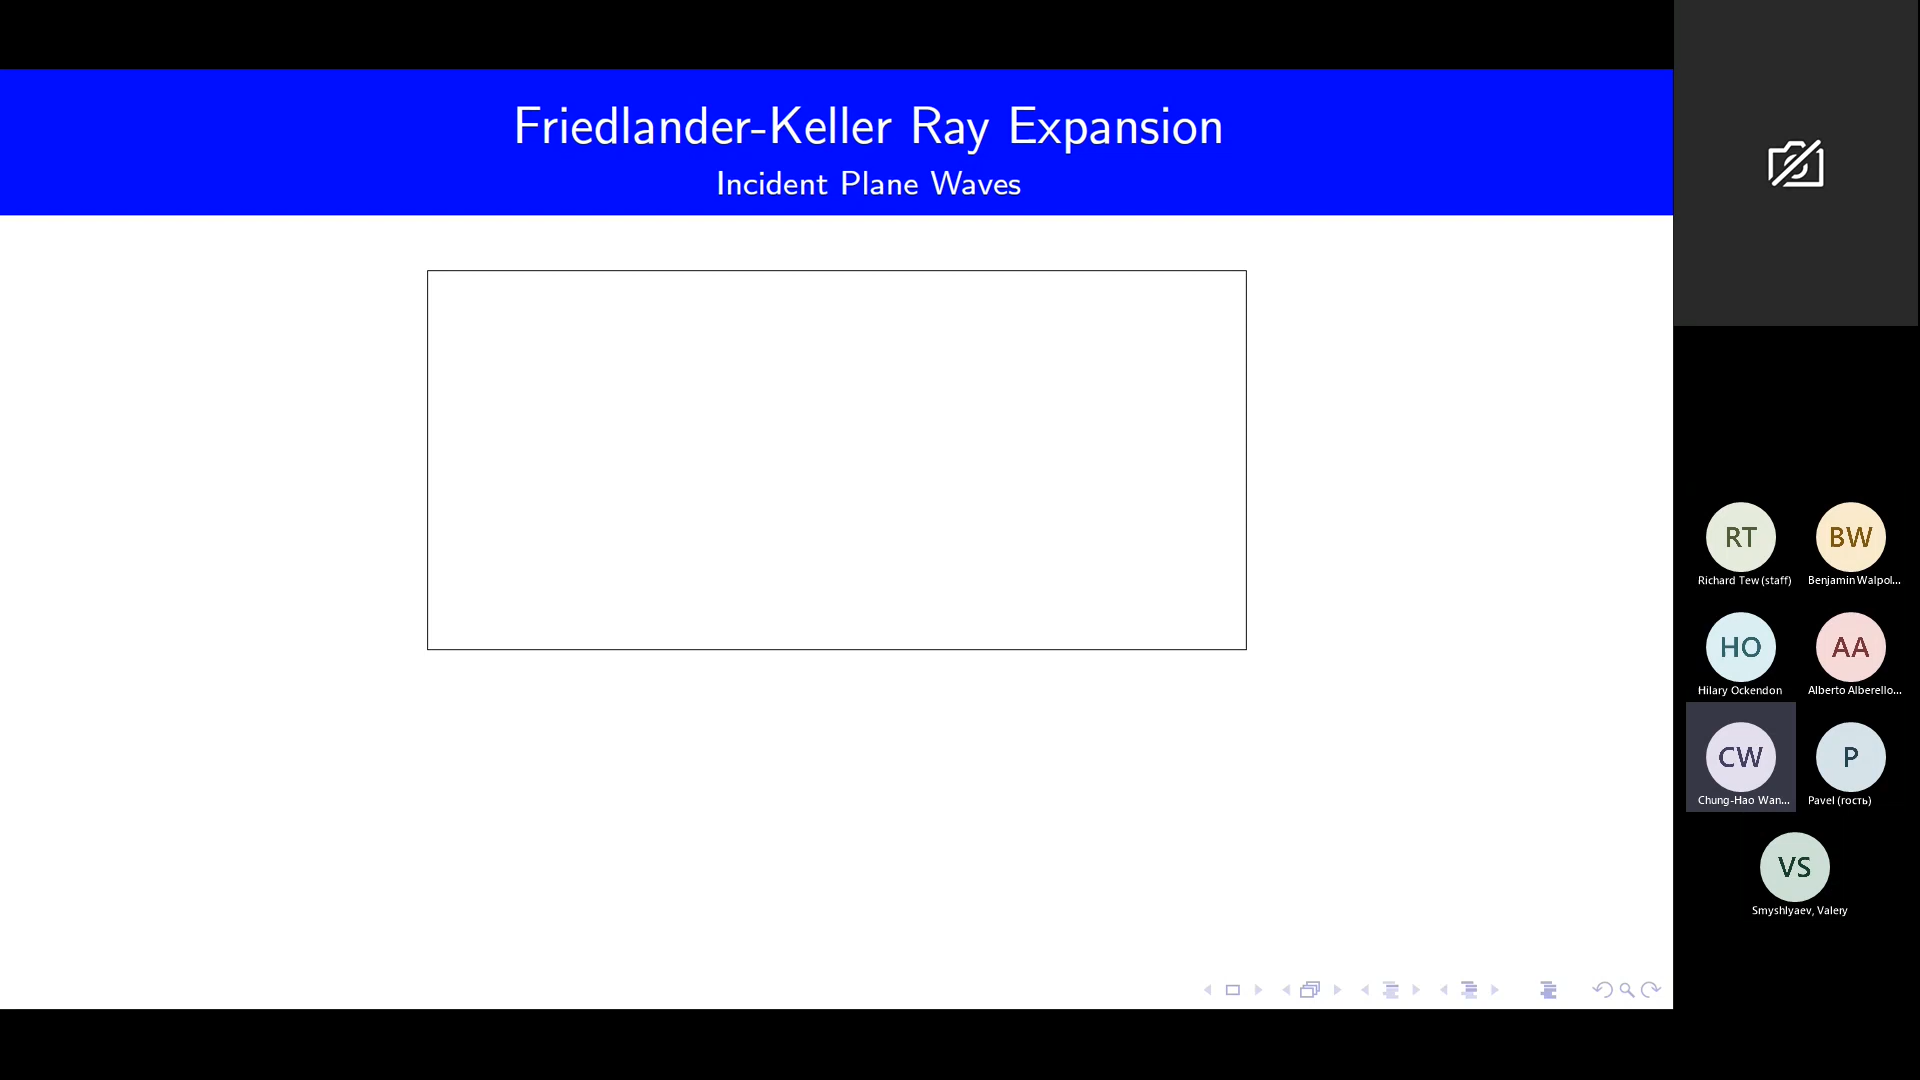 Friedlander-Keller Ray Expansion
Incident Plane Waves
RT
Richard Tew (staff)
BW
Benjamin Walpol...
HO
Hilary Ockendon
AA
Alberto Alberello...
CW
Chung-Hao Wan...
P
Pavel (гость)
VS
Smyshlyaev, Valery